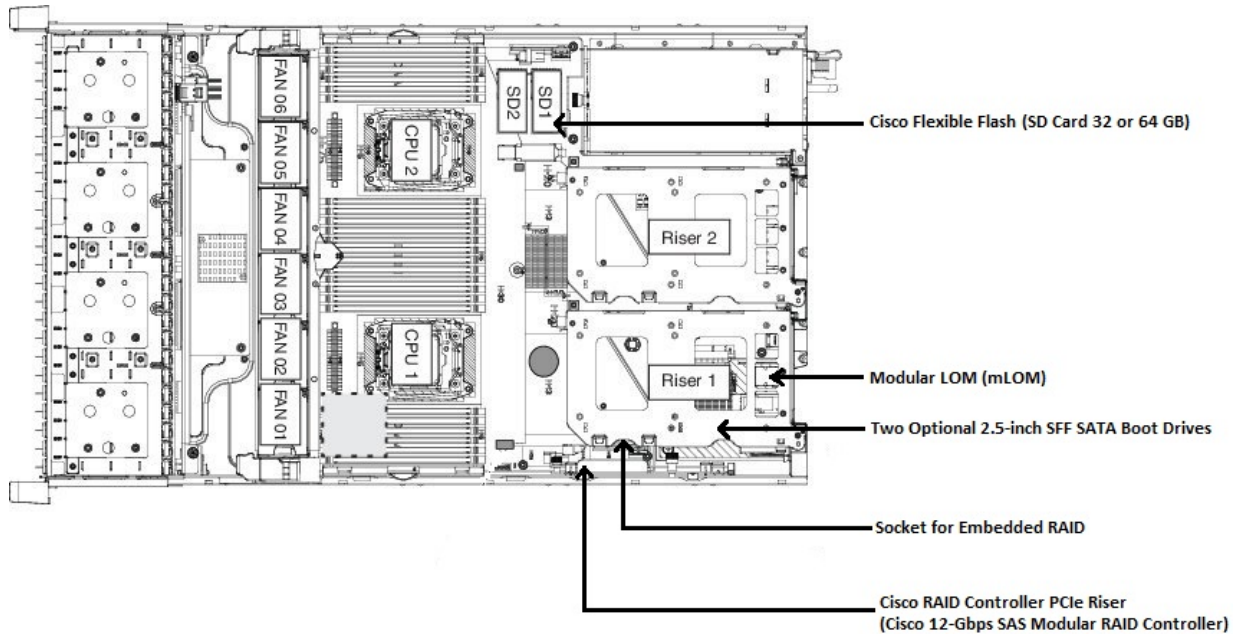 FAN 06
FAN 05
FAN 04
FAN 03
FAN 02
FAN 01
CPU 2
CPU 1
SD2
SD1
Riser 2
Riser 1
Cisco Flexible Flash (SD Card 32 or 64 GB)
Modular LOM (mLOM)
Two Optional 2.5-inch SFF SATA Boot Drives
Socket for Embedded RAID
Cisco RAID Controller PCIe Riser
(Cisco 12-Gbps SAS Modular RAID Controller)